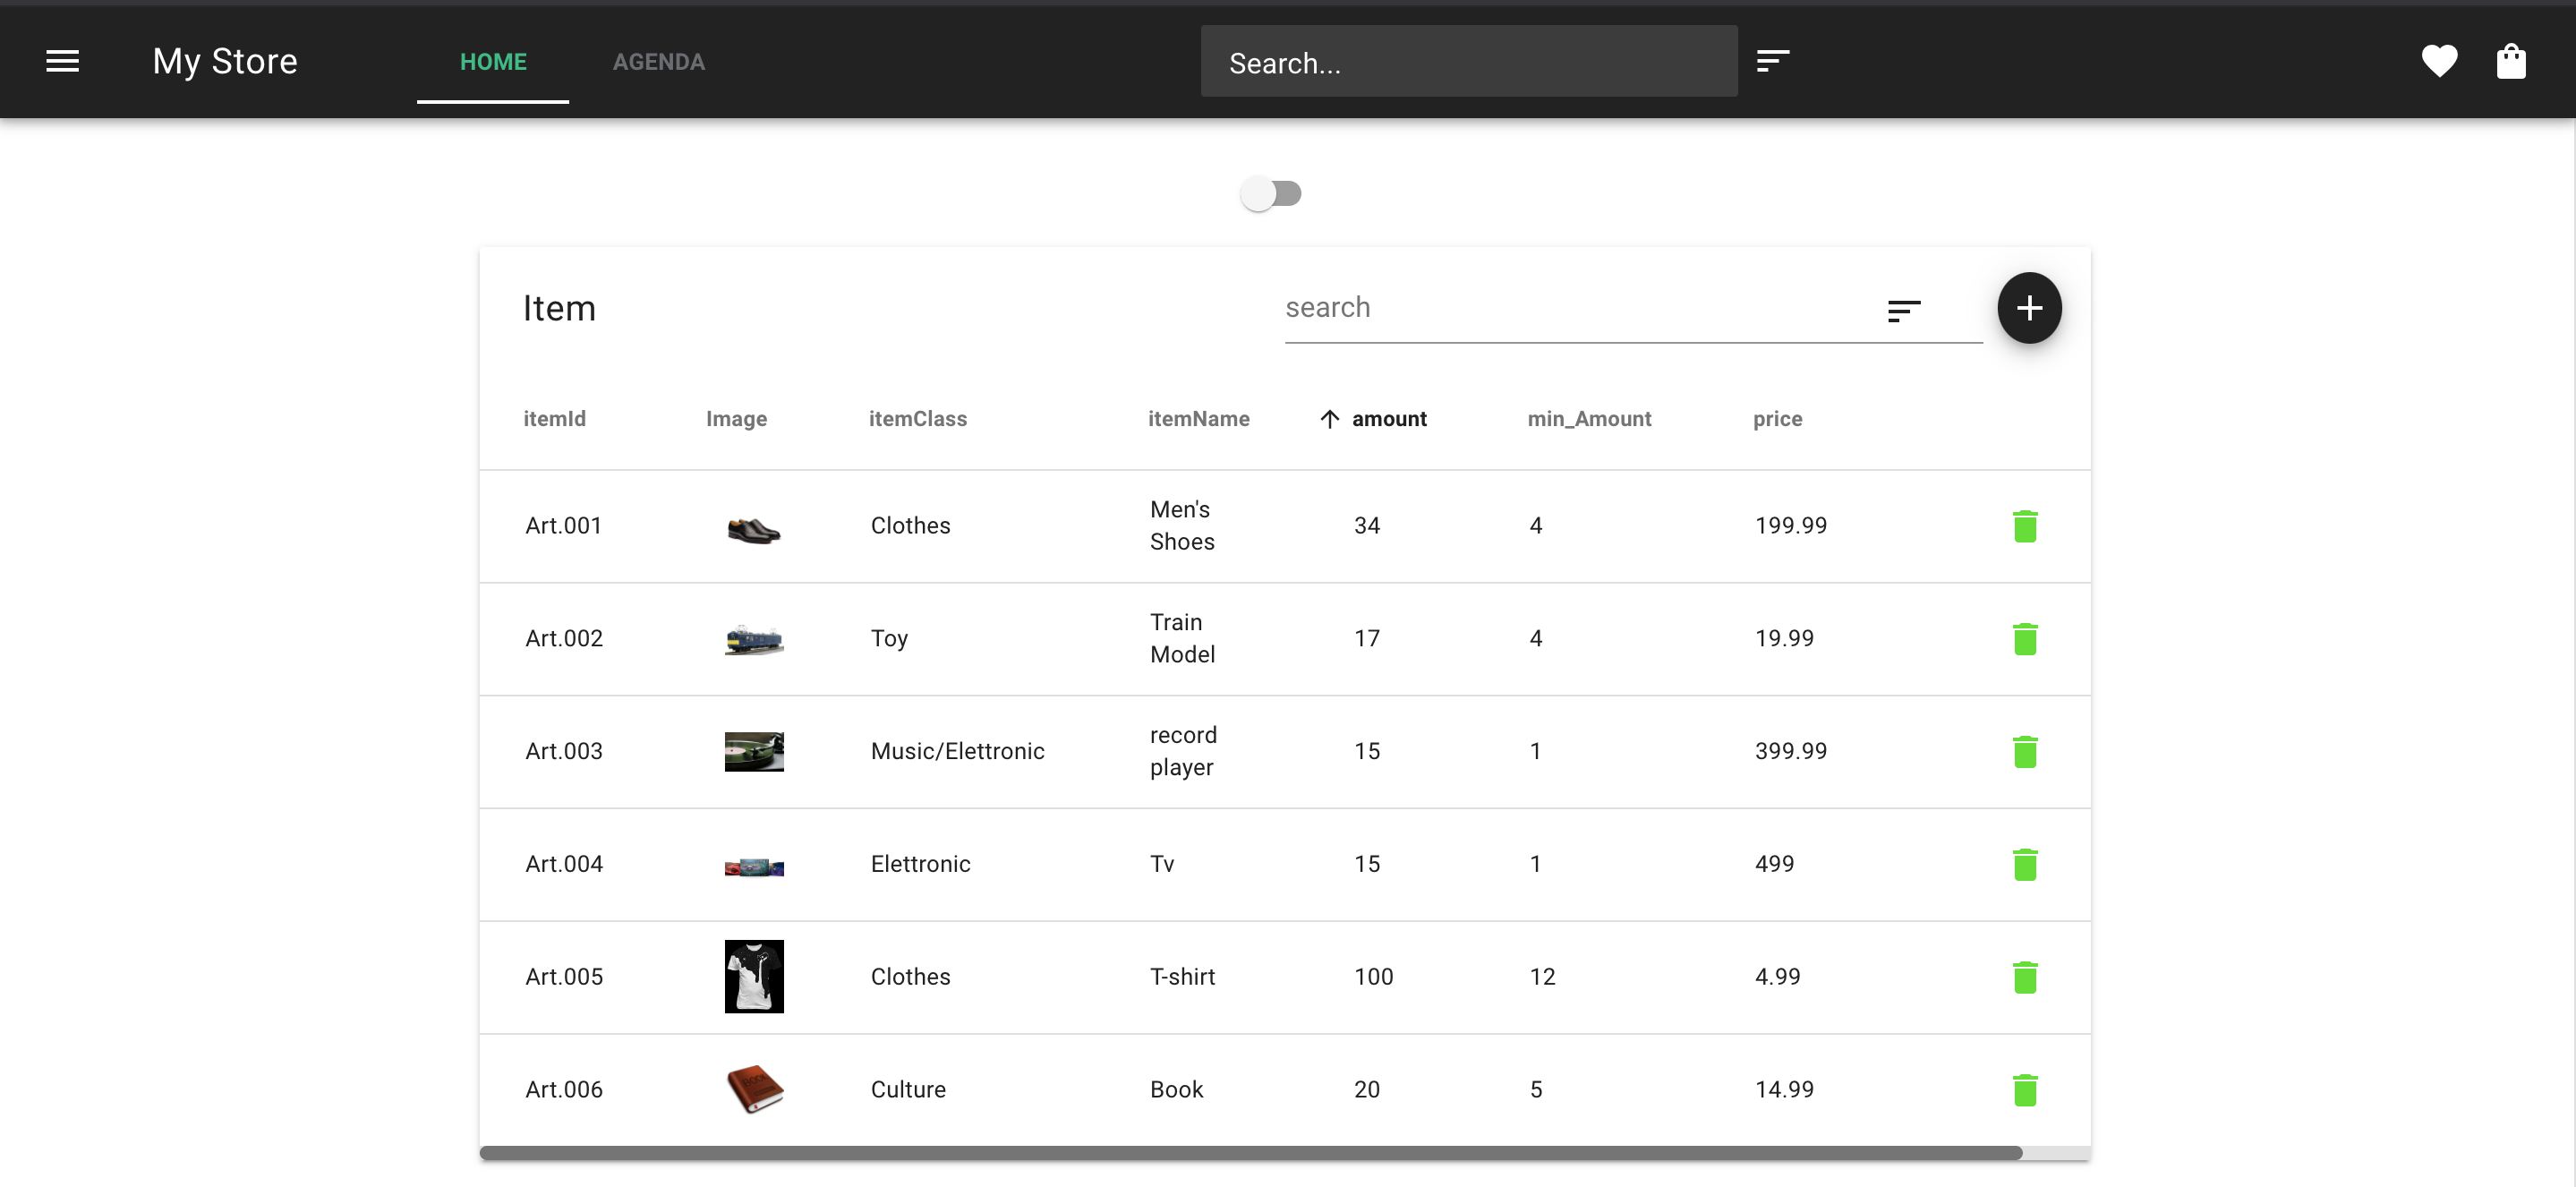 My Store
HOME
AGENDA
Search...
Item
search
itemId Image itemClass itemName amount min_Amount price
Art.001 Clothes Men's Shoes 34 4 199.99
Art.002 Toy Train Model 17 4 19.99
Art.003 Music/Elettronic record player 15 1 399.99
Art.004 Elettronic Tv 15 1 499
Art.005 Clothes T-shirt 100 12 4.99
Art.006 Culture Book 20 5 14.99